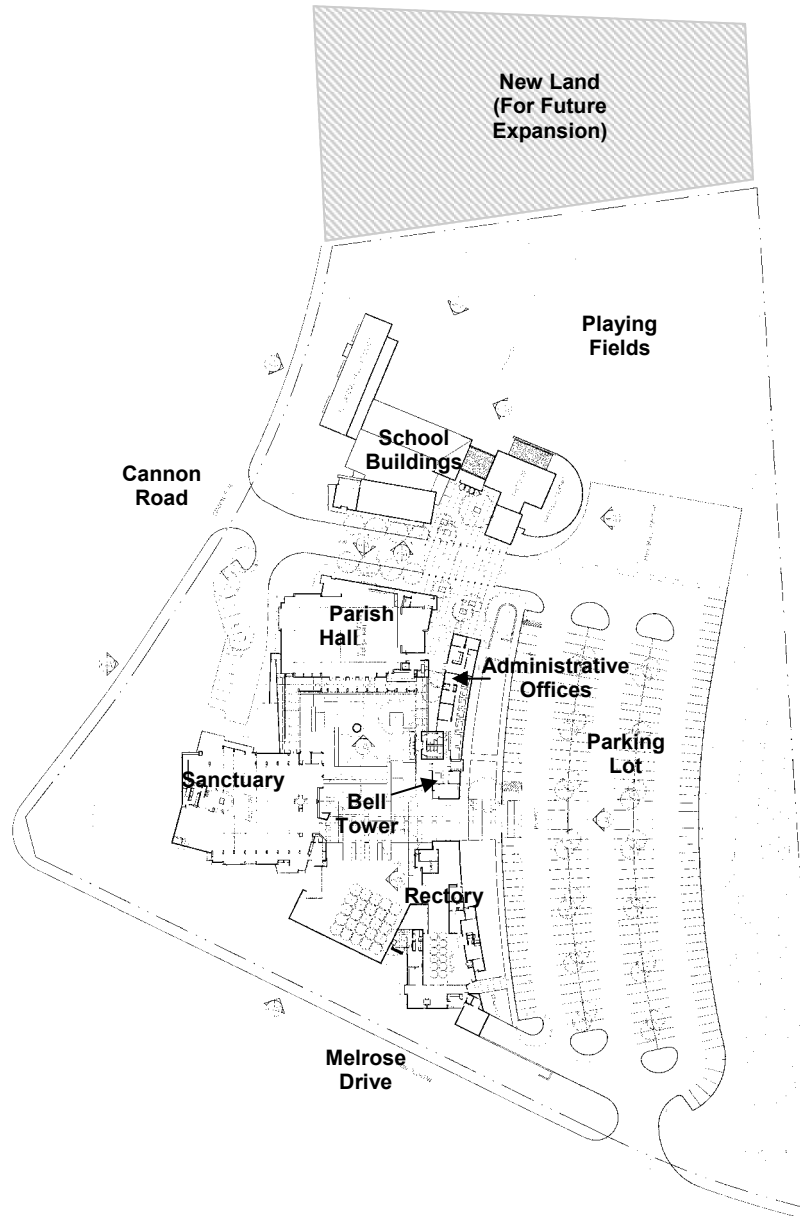 New Land
(For Future
Expansion)
Playing
Fields
School
Buildings
Cannon
Road
Parish
Hall
Administrative
Offices
Parking
Lot
Sanctuary
Bell
Tower
Rectory
Melrose
Drive